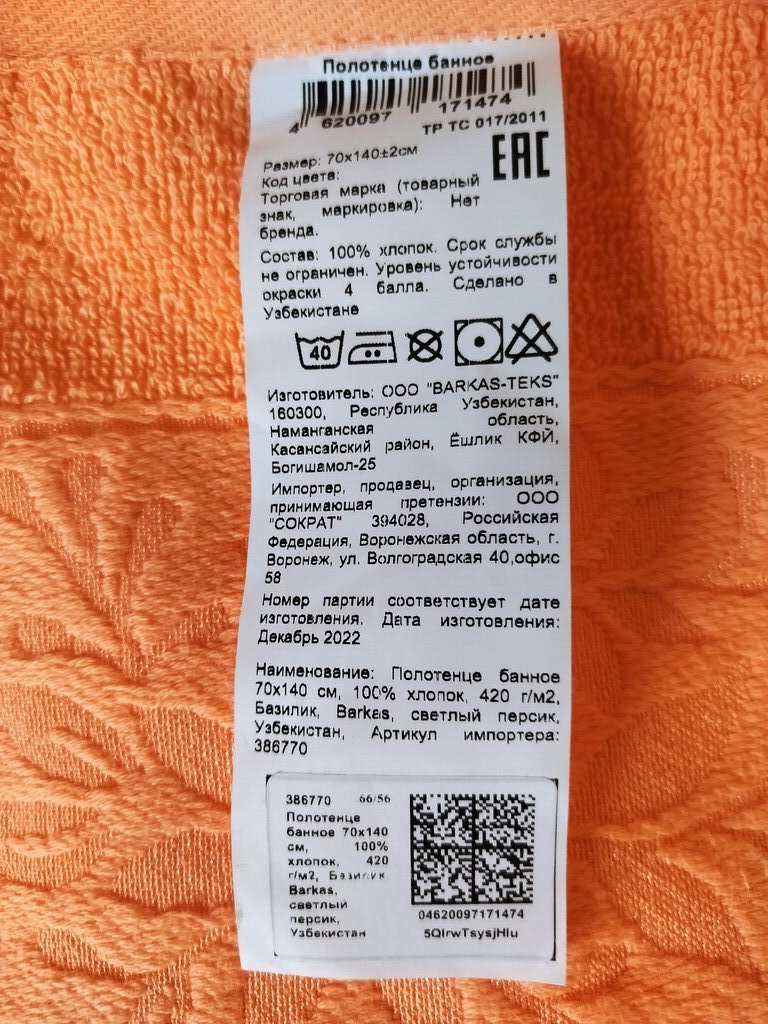 Полотенце банное
4 620097 171474
ТР ТС 017/2011
EAC
Размер: 70х140±2см
Код цвета:
Торговая марка (товарный
знак, маркировка): Нет
бренда.
Состав: 100% хлопок. Срок службы
не ограничен. Уровень устойчивости
окраски 4 балла. Сделано в
Узбекистане
40
Изготовитель: ООО "BARKAS-TEKS"
160300, Республика Узбекистан,
Наманганская область,
Касансайский район, Ёшлик КФЙ,
Богишамол-25
Импортер, продавец, организация,
принимающая претензии: ООО
"СОКРАТ" 394028, Российская
Федерация, Воронежская область, г.
Воронеж, ул. Волгоградская 40,офис
58
Номер партии соответствует дате
изготовления. Дата изготовления:
Декабрь 2022
Наименование: Полотенце банное
70х140 см, 100% хлопок, 420 г/м2,
Базилик, Barkas, светлый персик,
Узбекистан, Артикул импортера:
386770
386770 66/56
Полотенце
банное 70х140
см, 100%
хлопок, 420
г/м2, Базилик
Barkas,
светлый
персик,
Узбекистан
04620097171474
5QIrwTsysjHIu